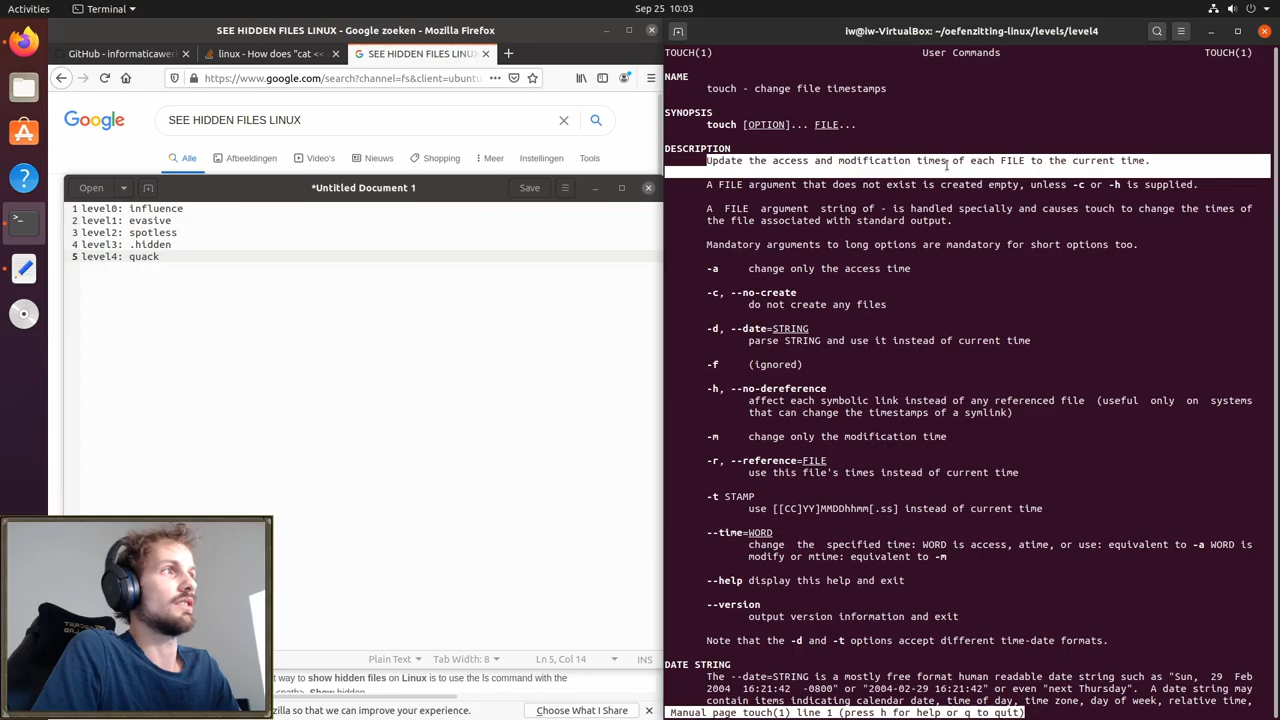 Activities
Terminal
Sep 25 10:03
SEE HIDDEN FILES LINUX - Google zoeken - Mozilla Firefox
GitHub - informaticawer
linux - How does "cat <<
SEE HIDDEN FILES LINUX
https://www.google.com/search?channel=fs&client=ubuntu
Google
SEE HIDDEN FILES LINUX
Alle
Afbeeldingen
Video's
Nieuws
Shopping
Meer
Instellingen
Tools
Open
*Untitled Document 1
Save
1 level0: influence
2 level1: evasive
3 level2: spotless
4 level3: .hidden
5 level4: quack
Plain Text
Tab Width: 8
Ln 5, Col 14
INS
t way to show hidden files on Linux is to use the ls command with the
<path>. Show hidden
zilla so that we can improve your experience.
Choose What I Share
iw@iw-VirtualBox: ~/oefenzitting-linux/levels/level4
TOUCH(1) User Commands TOUCH(1)
NAME
touch - change file timestamps
SYNOPSIS
touch [OPTION]... FILE...
DESCRIPTION
Update the access and modification times of each FILE to the current time.
A FILE argument that does not exist is created empty, unless -c or -h is supplied.
A FILE argument string of - is handled specially and causes touch to change the times of
the file associated with standard output.
Mandatory arguments to long options are mandatory for short options too.
-a change only the access time
-c, --no-create
do not create any files
-d, --date=STRING
parse STRING and use it instead of current time
-f (ignored)
-h, --no-dereference
affect each symbolic link instead of any referenced file (useful only on systems
that can change the timestamps of a symlink)
-m change only the modification time
-r, --reference=FILE
use this file's times instead of current time
-t STAMP
use [[CC]YY]MMDDhhmm[.ss] instead of current time
--time=WORD
change the specified time: WORD is access, atime, or use: equivalent to -a WORD is
modify or mtime: equivalent to -m
--help display this help and exit
--version
output version information and exit
Note that the -d and -t options accept different time-date formats.
DATE STRING
The --date=STRING is a mostly free format human readable date string such as "Sun, 29 Feb
2004 16:21:42 -0800" or "2004-02-29 16:21:42" or even "next Thursday". A date string may
contain items indicating calendar date, time of day, time zone, day of week, relative time,
Manual page touch(1) line 1 (press h for help or q to quit)